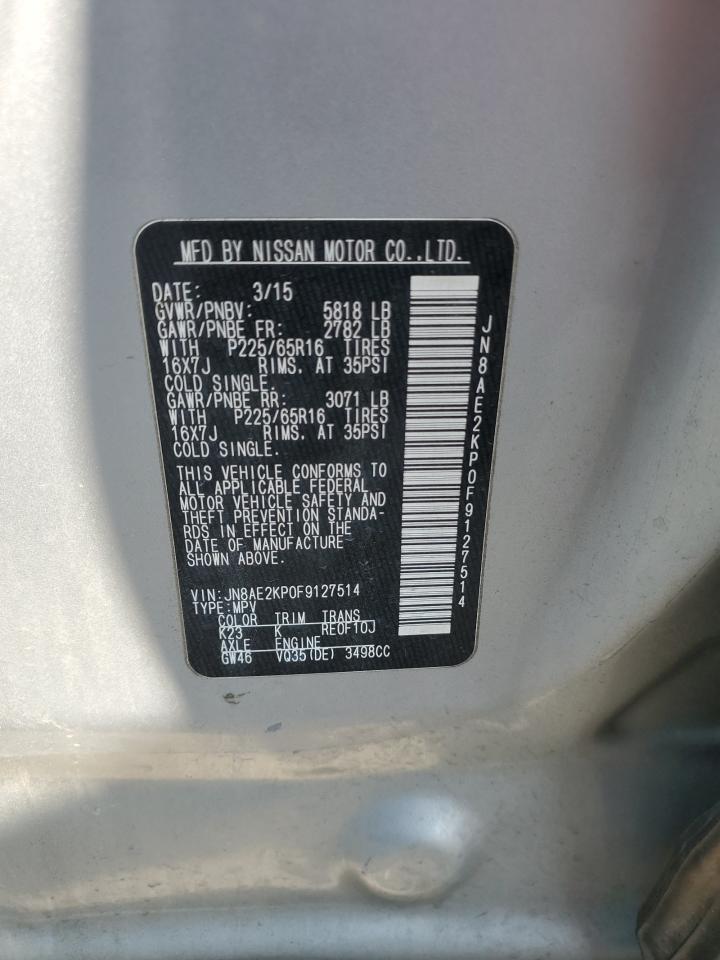 MFD BY NISSAN MOTOR CO.,LTD.
DATE: 3/15
GVWR/PNBV: 5818 LB
GAWR/PNBE FR: 2782 LB
WITH P225/65R16 TIRES
16X7J RIMS. AT 35PSI
COLD SINGLE.
GAWR/PNBE RR: 3071 LB
WITH P225/65R16 TIRES
16X7J RIMS. AT 35PSI
COLD SINGLE.
THIS VEHICLE CONFORMS TO
ALL APPLICABLE FEDERAL
MOTOR VEHICLE SAFETY AND
THEFT PREVENTION STANDA-
RDS IN EFFECT ON THE
DATE OF MANUFACTURE
SHOWN ABOVE.
VIN:JN8AE2KP0F9127514
TYPE:MPV
COLOR TRIM TRANS
K23 K RE0F10J
AXLE ENGINE
GW46 VQ35(DE) 3498CC
JN8AE2KP0F9127514